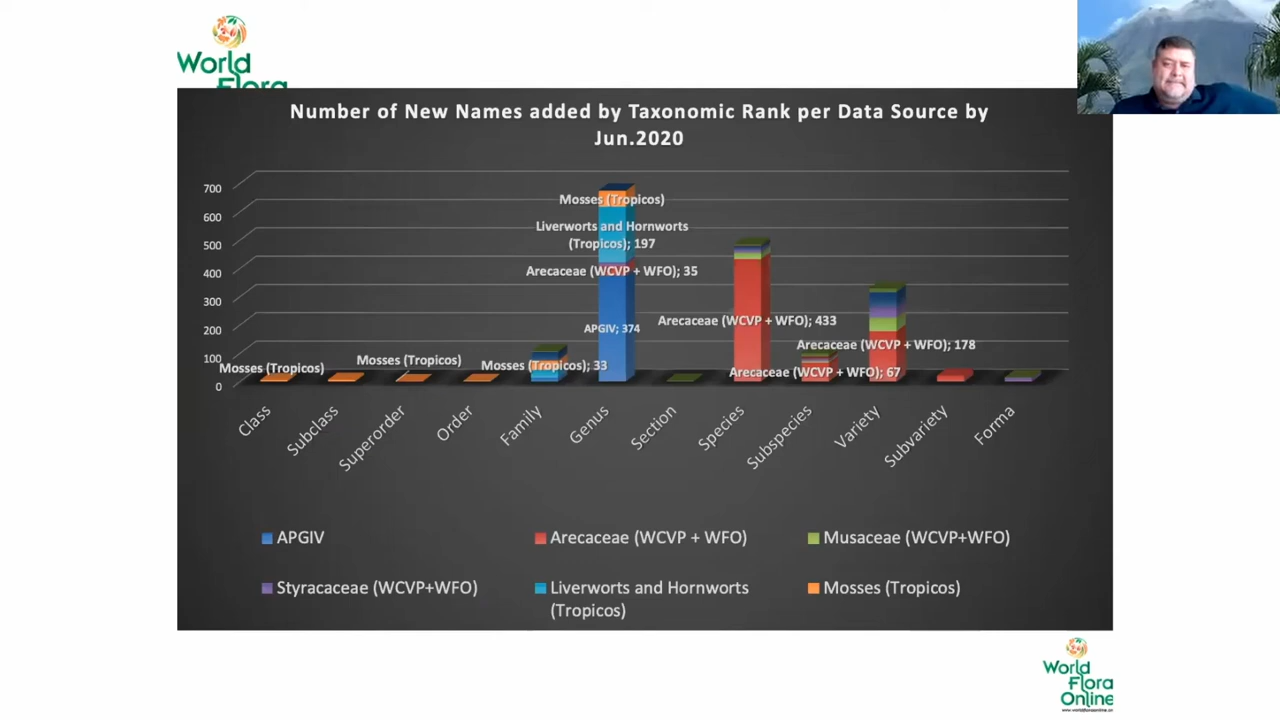 World
Flora
Number of New Names added by Taxonomic Rank per Data Source by
Jun.2020
700
600
500
400
300
200
100
0
Mosses (Tropicos)
Liverworts and Hornworts
(Tropicos); 197
Arecaceae (WCVP + WFO); 35
APGIV; 374
Arecaceae (WCVP + WFO); 433
Arecaceae (WCVP + WFO); 178
Mosses (Tropicos)
Mosses (Tropicos)
Mosses (Tropicos); 33
Arecaceae (WCVP + WFO); 67
Class
Subclass
Superorder
Order
Family
Genus
Section
Species
Subspecies
Variety
Subvariety
Forma
APGIV
Arecaceae (WCVP + WFO)
Musaceae (WCVP+WFO)
Styracaceae (WCVP+WFO)
Liverworts and Hornworts
(Tropicos)
Mosses (Tropicos)
World
Flora
Online